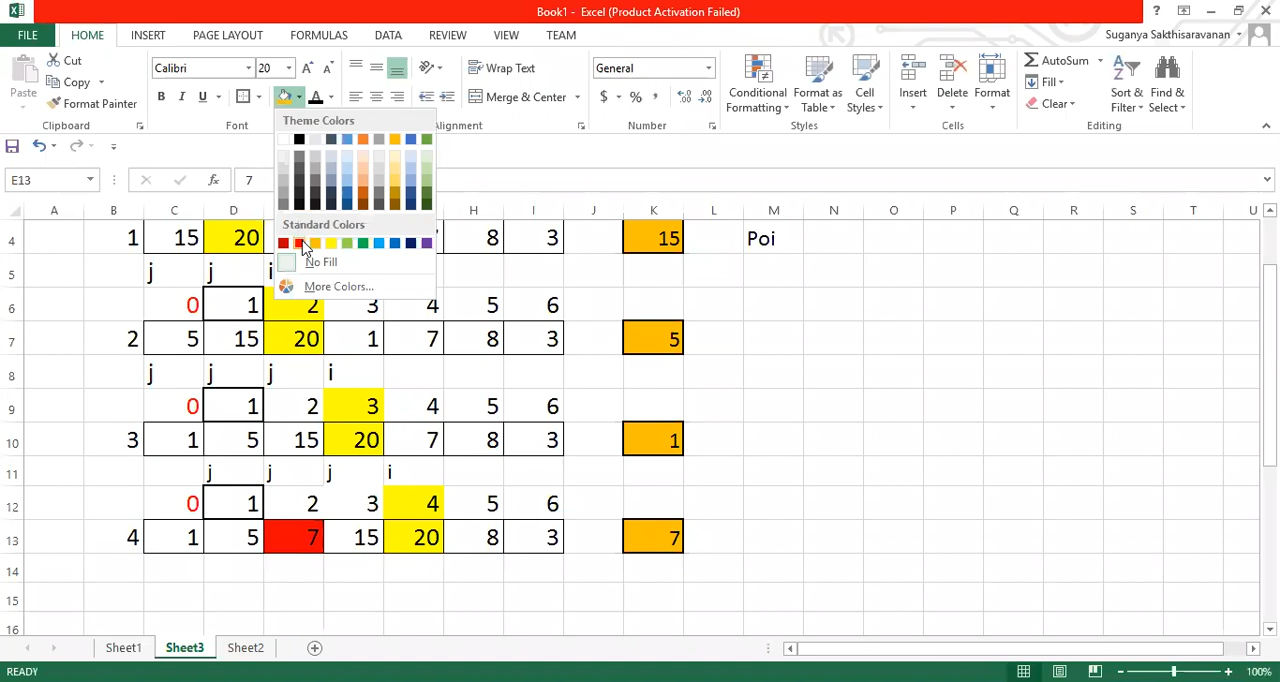 Book1 - Excel (Product Activation Failed)
FILE HOME INSERT PAGE LAYOUT FORMULAS DATA REVIEW VIEW TEAM Suganya Sakthisaravanan
Cut
Copy
Format Painter
Paste
Clipboard
Calibri 20
B I U
Font
Wrap Text
Merge & Center
Alignment
General
$ % ,
Number
Conditional Formatting
Format as Table
Cell Styles
Styles
Insert Delete Format
Cells
AutoSum
Fill
Clear
Sort & Filter
Find & Select
Editing
Theme Colors
Standard Colors
No Fill
More Colors...
E13 fx 7
A B C D H I J K L M N O P Q R S T U
4 1 15 20 8 3 15 Poi
5 j j i
6 0 1 2 3 4 5 6
7 2 5 15 20 1 7 8 3 5
8 j j j i
9 0 1 2 3 4 5 6
10 3 1 5 15 20 7 8 3 1
11 j j j i
12 0 1 2 3 4 5 6
13 4 1 5 7 15 20 8 3 7
14
15
16
Sheet1 Sheet3 Sheet2
READY 100%